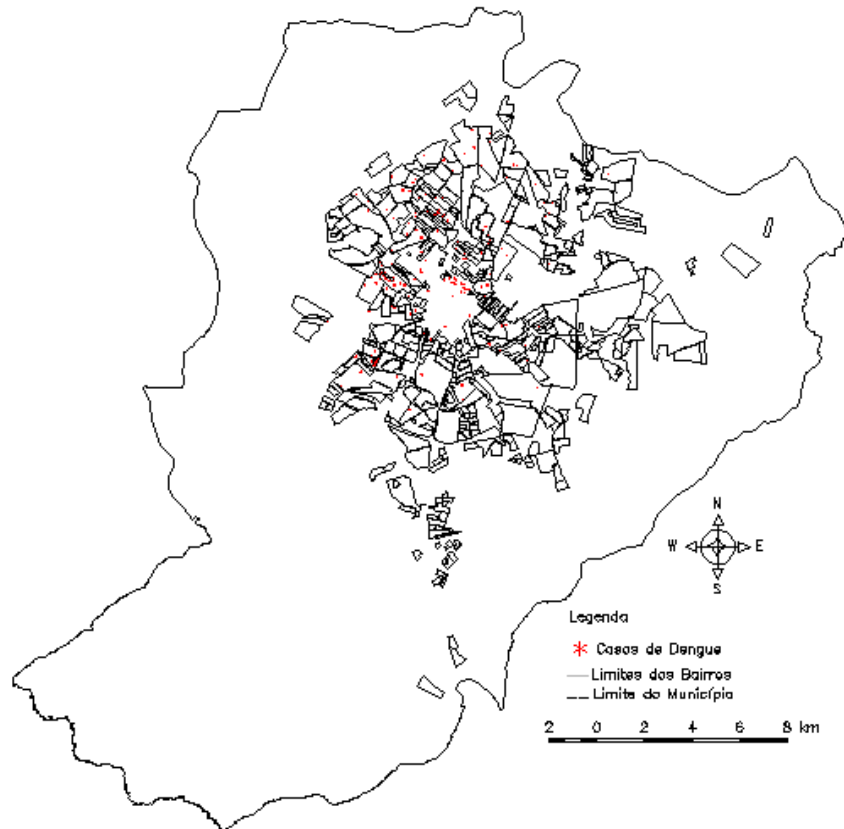 N
W E
S
Legenda
Casos de Dengue
Limites dos Bairros
Limite do Município
2 0 2 4 6 8 km